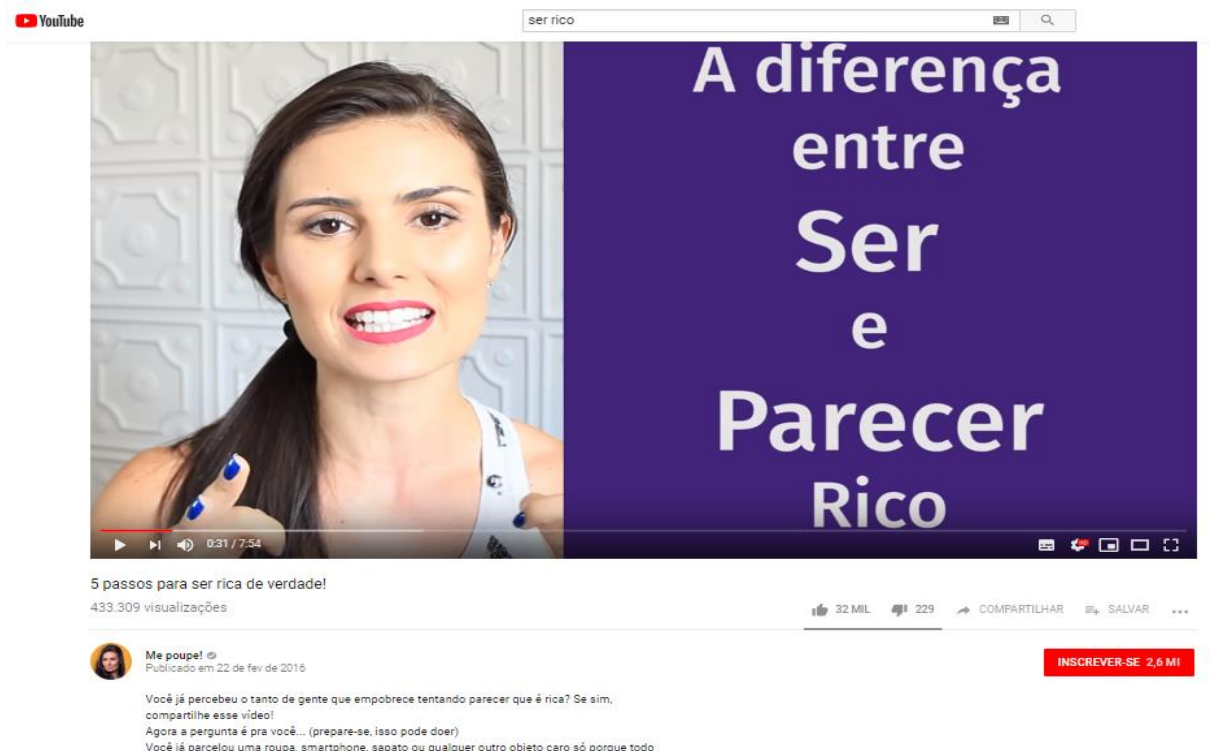 YouTube
ser rico
A diferença
entre
Ser
e
Parecer
Rico
0:31 / 7:54
HD
5 passos para ser rica de verdade!
433.309 visualizações
32 MIL 229 COMPARTILHAR SALVAR
Me poupe!
Publicado em 22 de fev de 2016
INSCREVER-SE 2,6 MI
Você já percebeu o tanto de gente que empobrece tentando parecer que é rica? Se sim,
compartilhe esse vídeo!
Agora a pergunta é pra você... (prepare-se, isso pode doer)
Você já parcelou uma roupa, smartphone, sapato ou qualquer outro objeto caro só porque todo